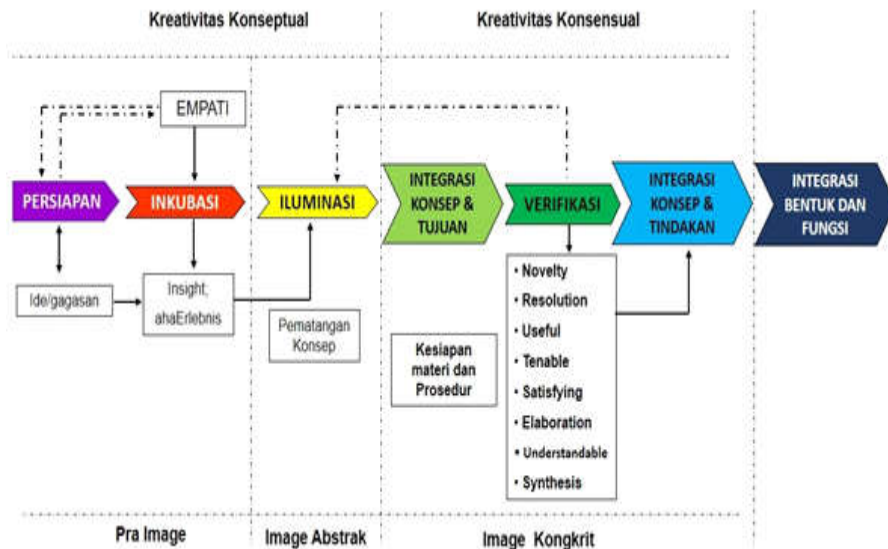 Kreativitas Konseptual
Kreativitas Konsensual
EMPATI
PERSIAPAN
INKUBASI
ILUMINASI
INTEGRASI
KONSEP &
TUJUAN
VERIFIKASI
INTEGRASI
KONSEP &
TINDAKAN
INTEGRASI
BENTUK DAN
FUNGSI
Ide/gagasan
Insight;
ahaErlebnis
Pematangan
Konsep
Kesiapan
materi dan
Prosedur
• Novelty
• Resolution
• Useful
• Tenable
• Satisfying
• Elaboration
• Understandable
• Synthesis
Pra Image
Image Abstrak
Image Kongkrit